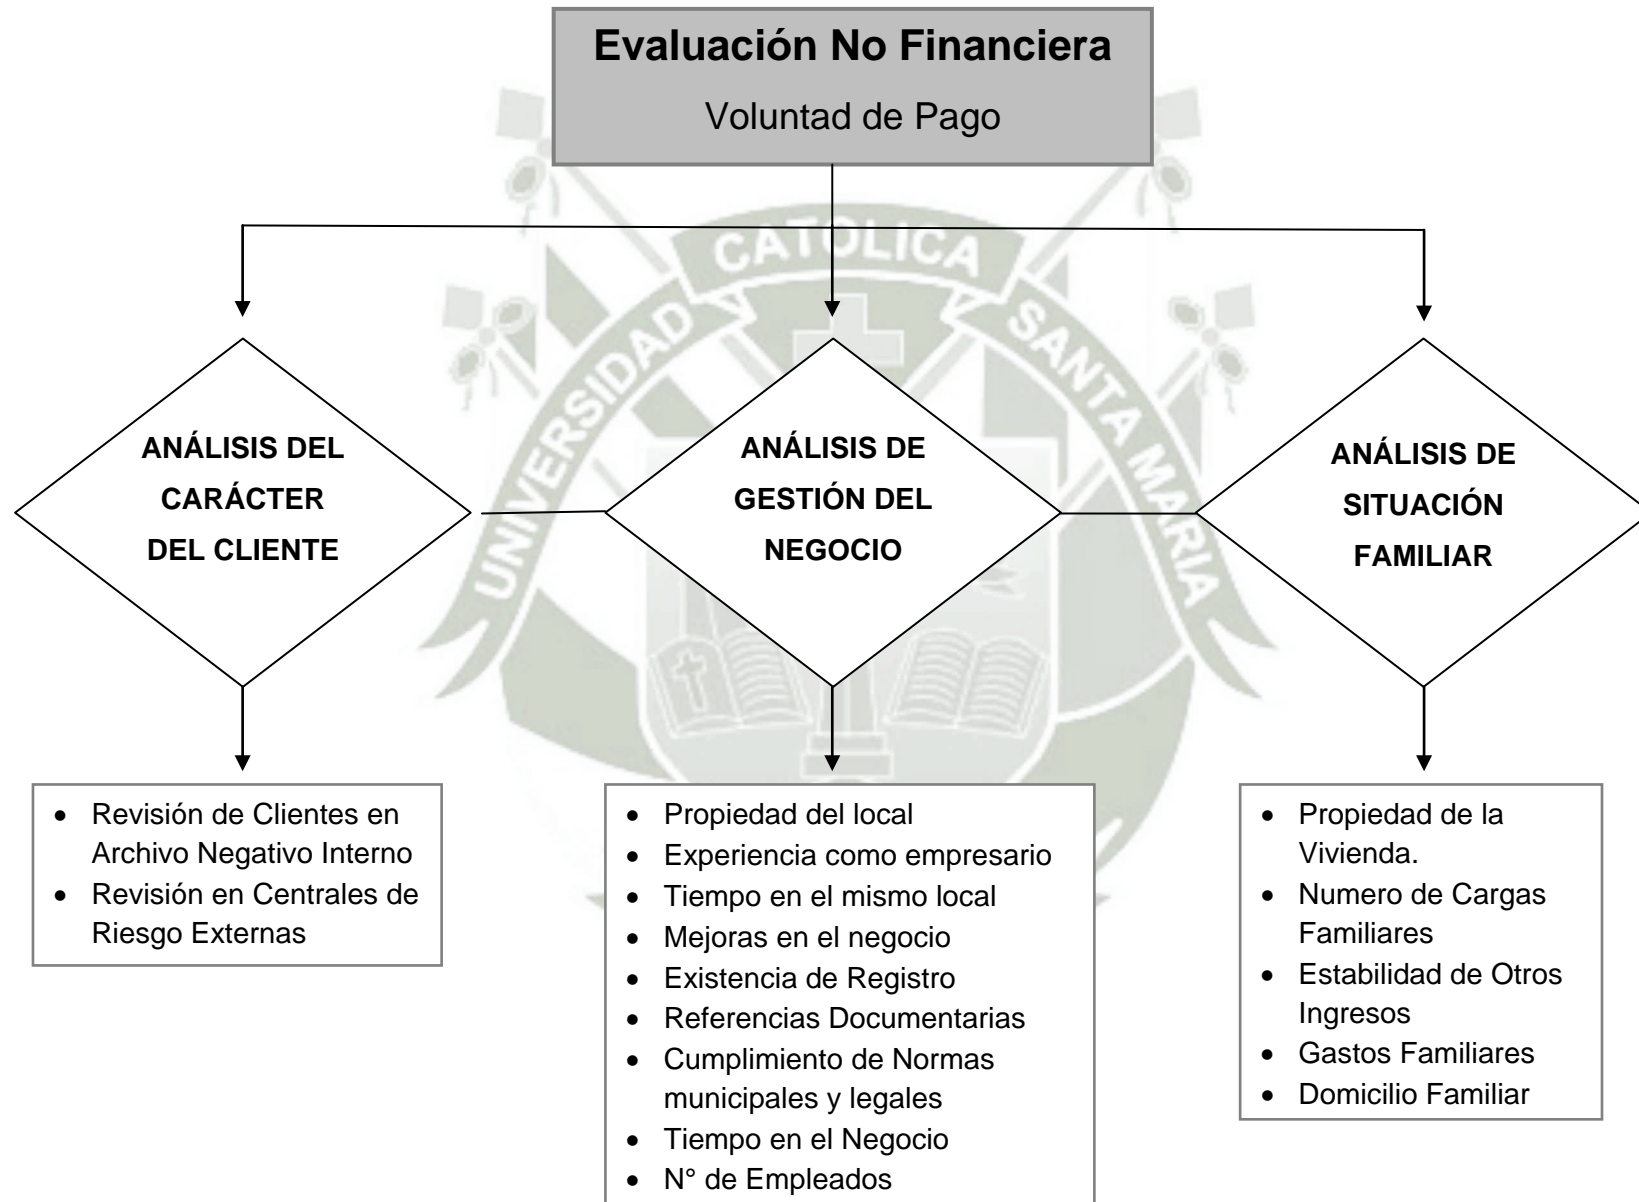 Evaluación No Financiera
Voluntad de Pago
UNIVERSIDAD
CATOLICA
SANTA MARIA
ANÁLISIS DEL
CARÁCTER
DEL CLIENTE
ANÁLISIS DE
GESTIÓN DEL
NEGOCIO
ANÁLISIS DE
SITUACIÓN
FAMILIAR
• Revisión de Clientes en
Archivo Negativo Interno
• Revisión en Centrales de
Riesgo Externas
• Propiedad del local
• Experiencia como empresario
• Tiempo en el mismo local
• Mejoras en el negocio
• Existencia de Registro
• Referencias Documentarias
• Cumplimiento de Normas
municipales y legales
• Tiempo en el Negocio
• N° de Empleados
• Propiedad de la
Vivienda.
• Numero de Cargas
Familiares
• Estabilidad de Otros
Ingresos
• Gastos Familiares
• Domicilio Familiar